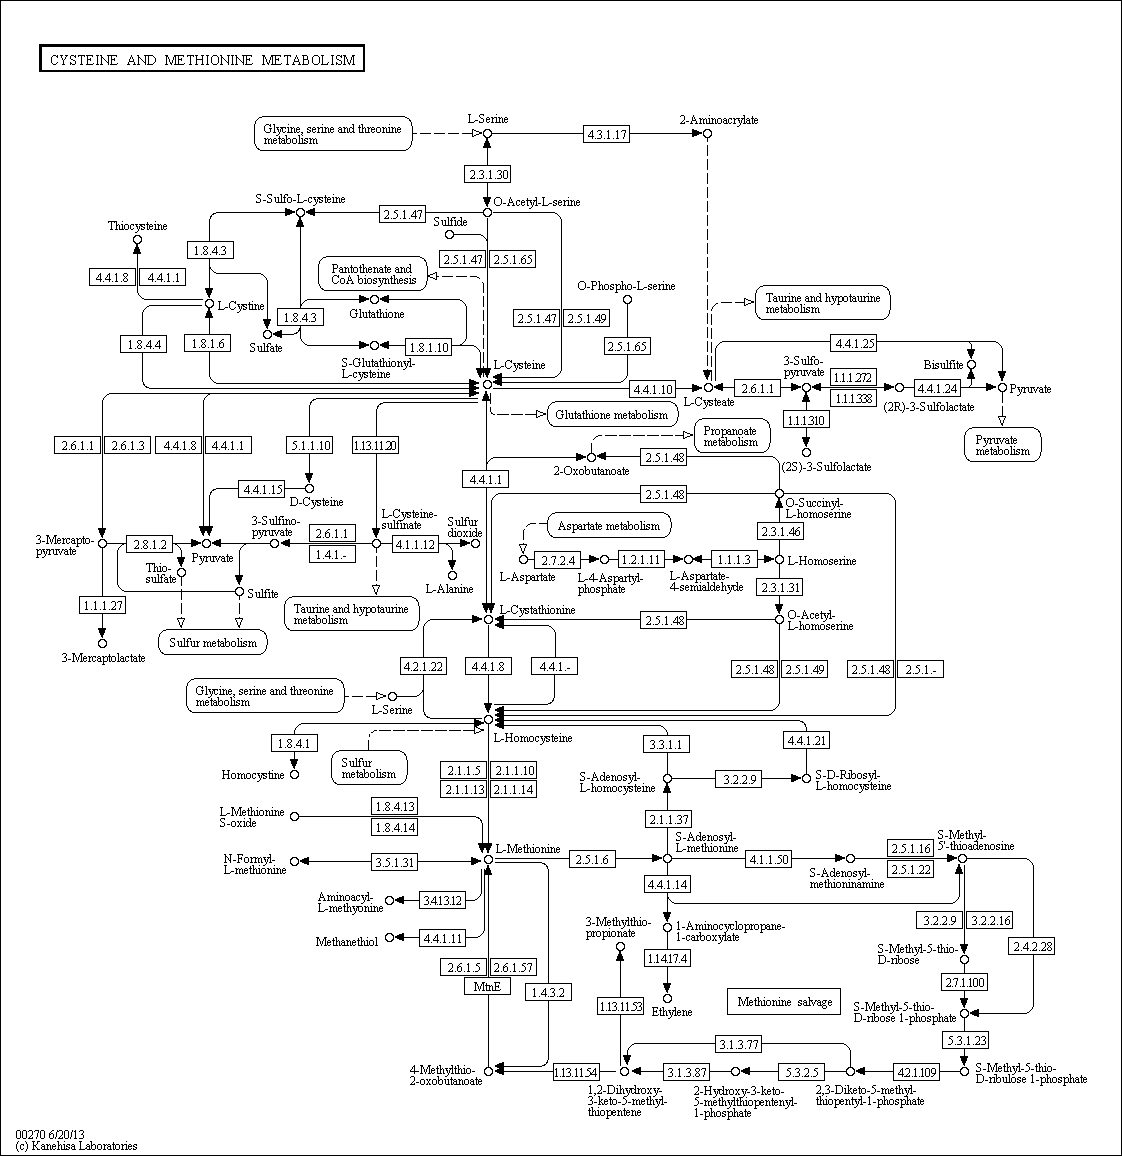 CYSTEINE AND METHIONINE METABOLISM
Glycine, serine and threonine
metabolism
L-Serine
4.3.1.17
2-Aminoacrylate
2.3.1.30
S-Sulfo-L-cysteine
O-Acetyl-L-serine
2.5.1.47
Thiocysteine
Sulfide
1.8.4.3
4.4.1.8
4.4.1.1
2.5.1.47
2.5.1.65
Pantothenate and
CoA biosynthesis
L-Cystine
Glutathione
1.8.4.3
O-Phospho-L-serine
2.5.1.47
2.5.1.49
Taurine and hypotaurine
metabolism
1.8.4.4
1.8.1.6
Sulfate
1.8.1.10
2.5.1.65
4.4.1.25
S-Glutathionyl-
L-cysteine
L-Cysteine
3-Sulfo-
pyruvate
Bisulfite
4.4.1.10
L-Cysteate
2.6.1.1
1.1.1.272
1.1.1.338
4.4.1.24
Pyruvate
(2R)-3-Sulfolactate
Glutathione metabolism
1.1.1.310
2.6.1.1
2.6.1.3
4.4.1.8
4.4.1.1
5.1.1.10
1.13.11.20
Propanoate
metabolism
Pyruvate
metabolism
2.5.1.48
2-Oxobutanoate
(2S)-3-Sulfolactate
4.4.1.1
4.4.1.15
D-Cysteine
2.5.1.48
O-Succinyl-
L-homoserine
3-Sulfino-
pyruvate
L-Cysteine-
sulfinate
Sulfur
dioxide
Aspartate metabolism
2.3.1.46
3-Mercapto-
pyruvate
2.8.1.2
Pyruvate
2.6.1.1
1.4.1.-
4.1.1.12
L-Aspartate
2.7.2.4
L-4-Aspartyl-
phosphate
1.2.1.11
L-Aspartate-
4-semialdehyde
1.1.1.3
L-Homoserine
Thio-
sulfate
Sulfite
L-Alanine
2.3.1.31
1.1.1.27
Taurine and hypotaurine
metabolism
L-Cystathionine
2.5.1.48
O-Acetyl-
L-homoserine
Sulfur metabolism
3-Mercaptolactate
4.2.1.22
4.4.1.8
4.4.1.-
2.5.1.48
2.5.1.49
2.5.1.48
2.5.1.-
Glycine, serine and threonine
metabolism
L-Serine
L-Homocysteine
1.8.4.1
Sulfur
metabolism
3.3.1.1
4.4.1.21
Homocystine
2.1.1.5
2.1.1.10
2.1.1.13
2.1.1.14
S-Adenosyl-
L-homocysteine
3.2.2.9
S-D-Ribosyl-
L-homocysteine
L-Methionine
S-oxide
1.8.4.13
1.8.4.14
2.1.1.37
N-Formyl-
L-methionine
3.5.1.31
L-Methionine
2.5.1.6
S-Adenosyl-
L-methionine
4.1.1.50
S-Adenosyl-
methioninamine
2.5.1.16
2.5.1.22
S-Methyl-
5'-thioadenosine
4.4.1.14
Aminoacyl-
L-methyonine
3.4.13.12
Methanethiol
4.4.1.11
3-Methylthio-
propionate
1-Aminocyclopropane-
1-carboxylate
3.2.2.9
3.2.2.16
2.4.2.28
2.6.1.5
2.6.1.57
MtnE
1.14.17.4
S-Methyl-5-thio-
D-ribose
2.7.1.100
1.4.3.2
1.13.11.53
Ethylene
Methionine salvage
S-Methyl-5-thio-
D-ribose 1-phosphate
3.1.3.77
5.3.1.23
4-Methylthio-
2-oxobutanoate
1.13.11.54
3.1.3.87
5.3.2.5
4.2.1.109
S-Methyl-5-thio-
D-ribulose 1-phosphate
1,2-Dihydroxy-
3-keto-5-methyl-
thiopentene
2-Hydroxy-3-keto-
5-methylthiopentenyl-
1-phosphate
2,3-Diketo-5-methyl-
thiopentyl-1-phosphate
00270 6/20/13
(c) Kanehisa Laboratories